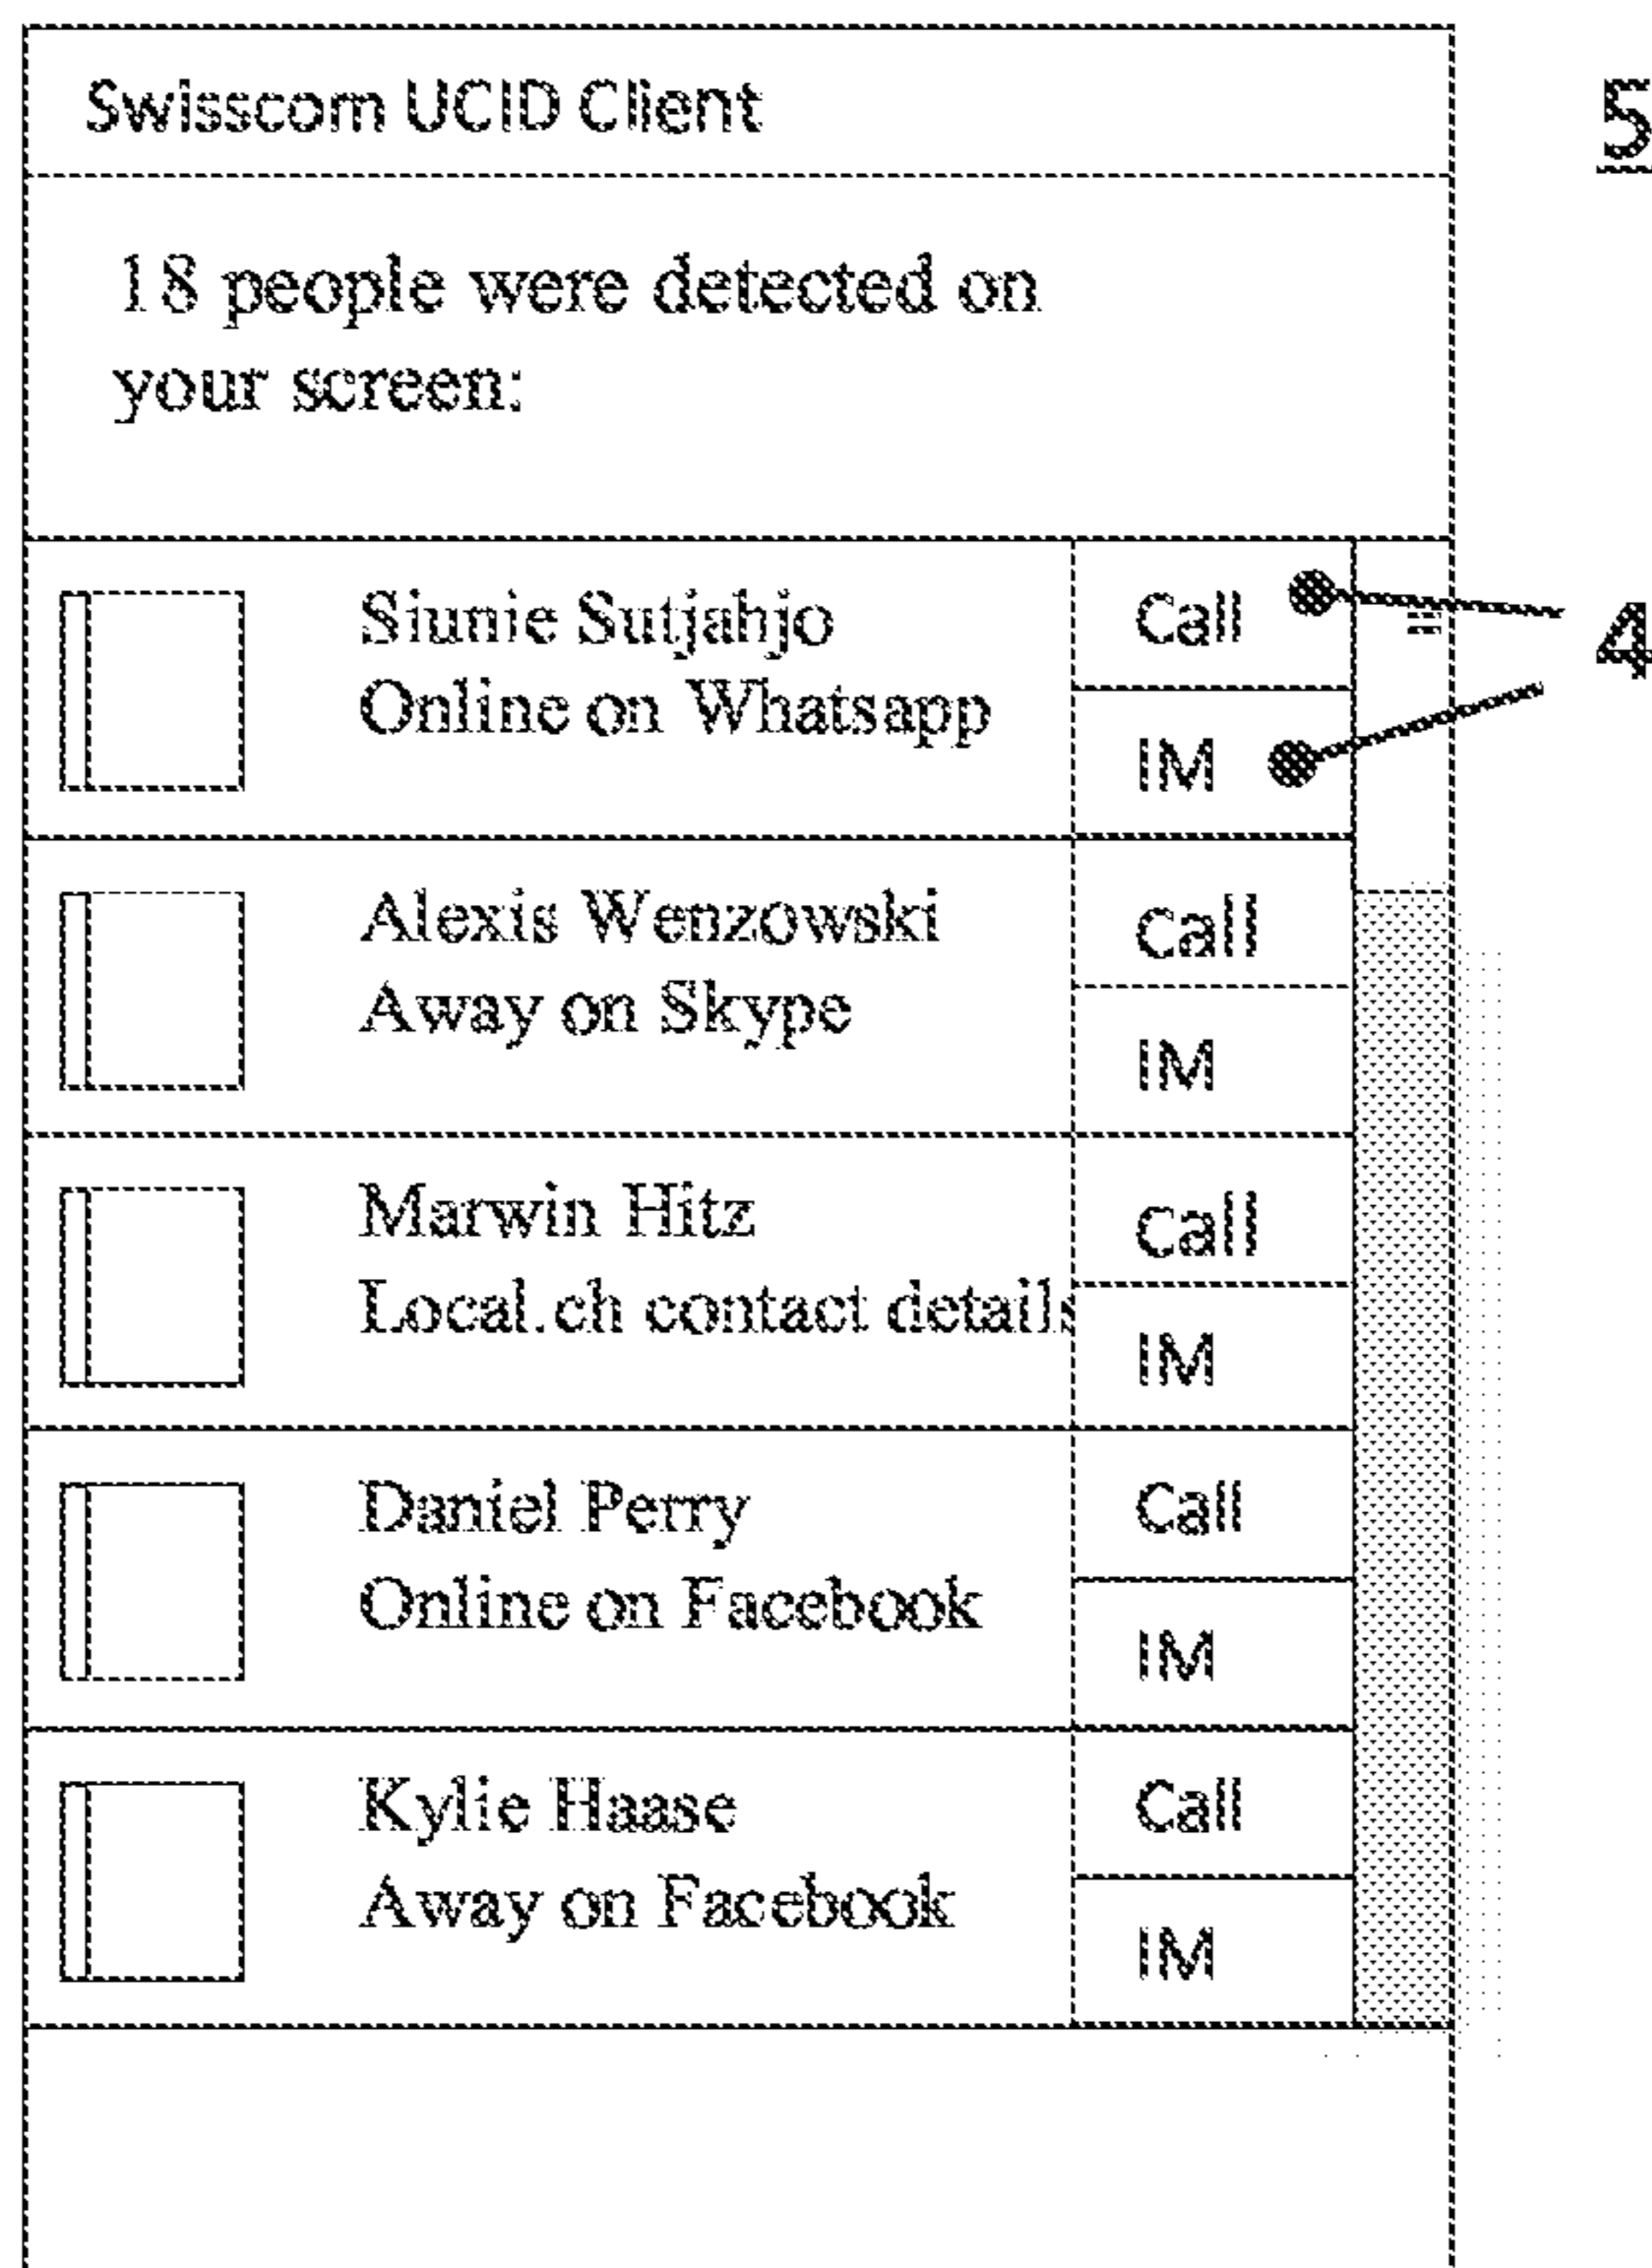 Swisscom UCID Client
5
18 people were detected on
your screen:
Siunie Sutjahjo
Call
4
Online on Whatsapp
IM
Alexis Wenzowski
Call
Away on Skype
IM
Marwin Hitz
Call
Local.ch contact details
IM
Daniel Perry
Call
Online on Facebook
IM
Kylie Haase
Call
Away on Facebook
IM